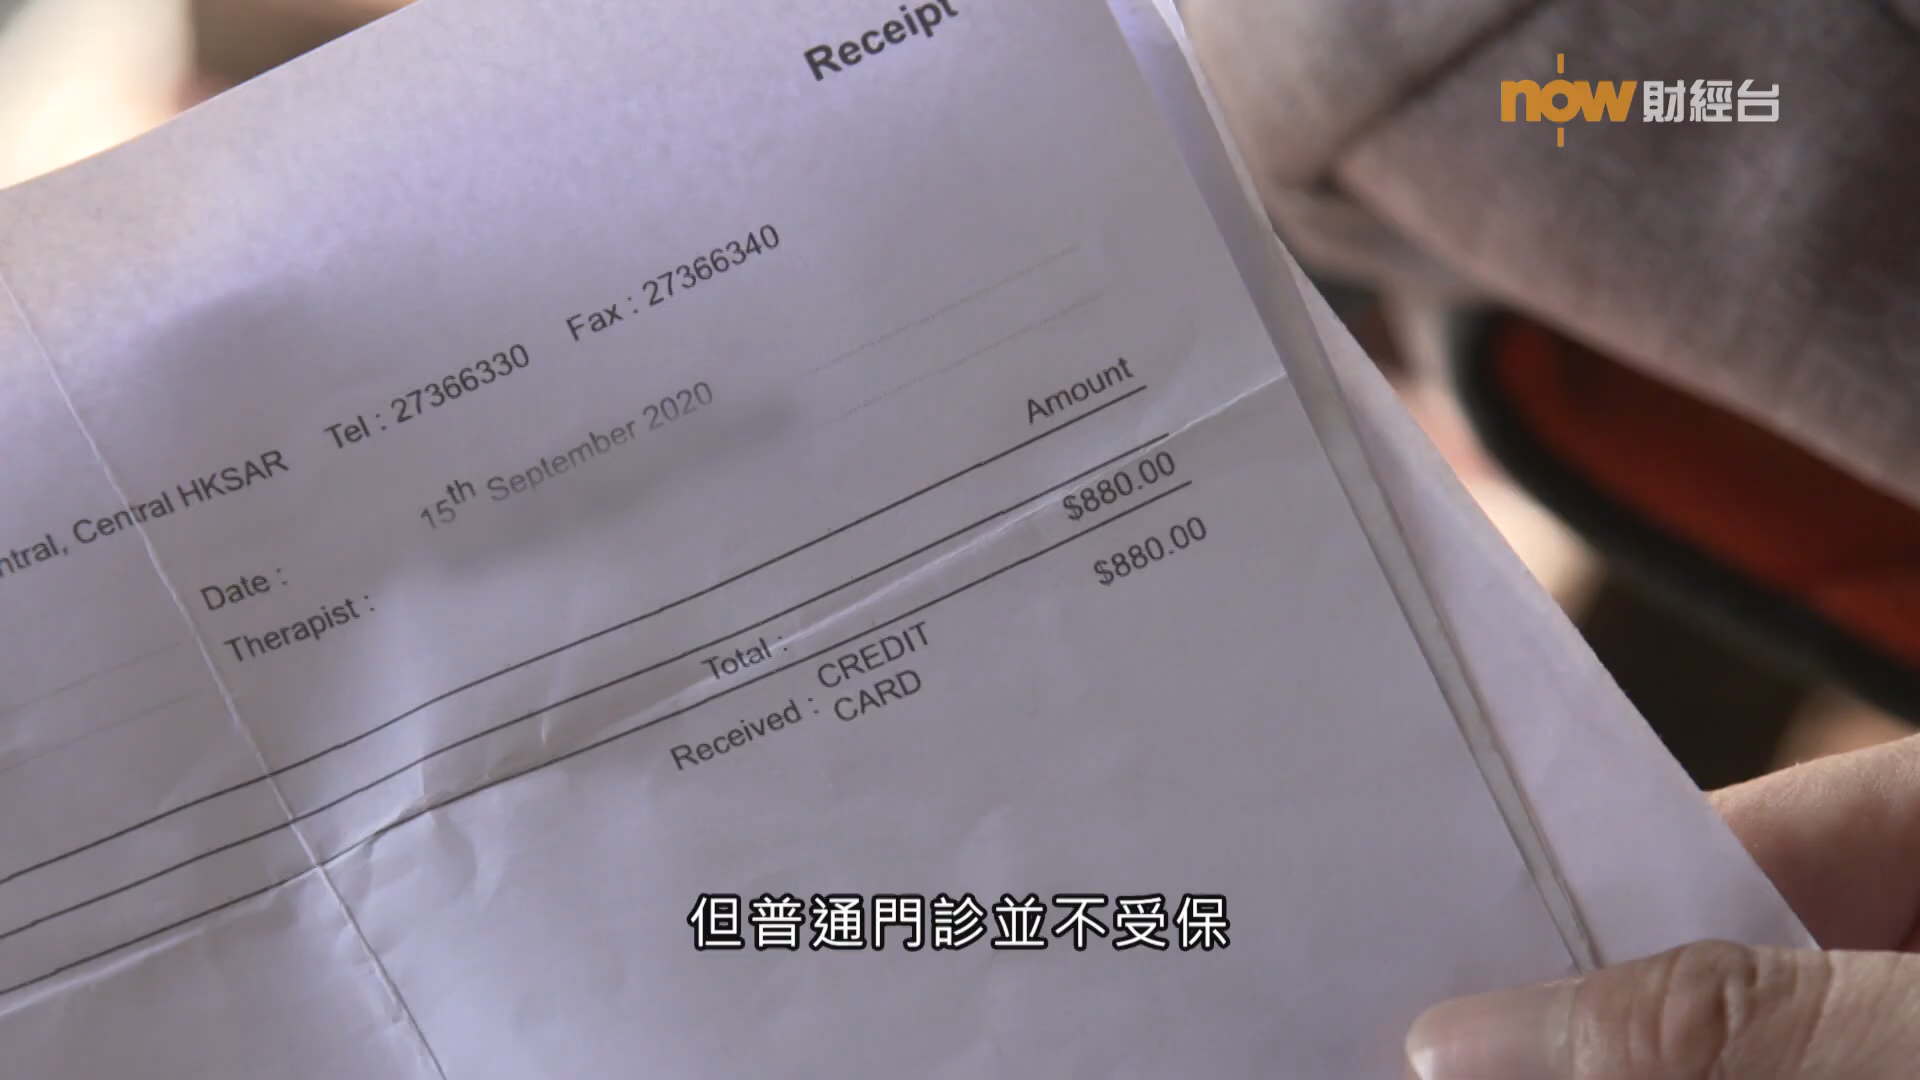 Receipt
now 財經台
ntral, Central HKSAR Tel : 27366330 Fax : 27366340
Date : 15th September 2020
Therapist :
Amount
Total : $880.00
Received : CREDIT CARD $880.00
但普通門診並不受保